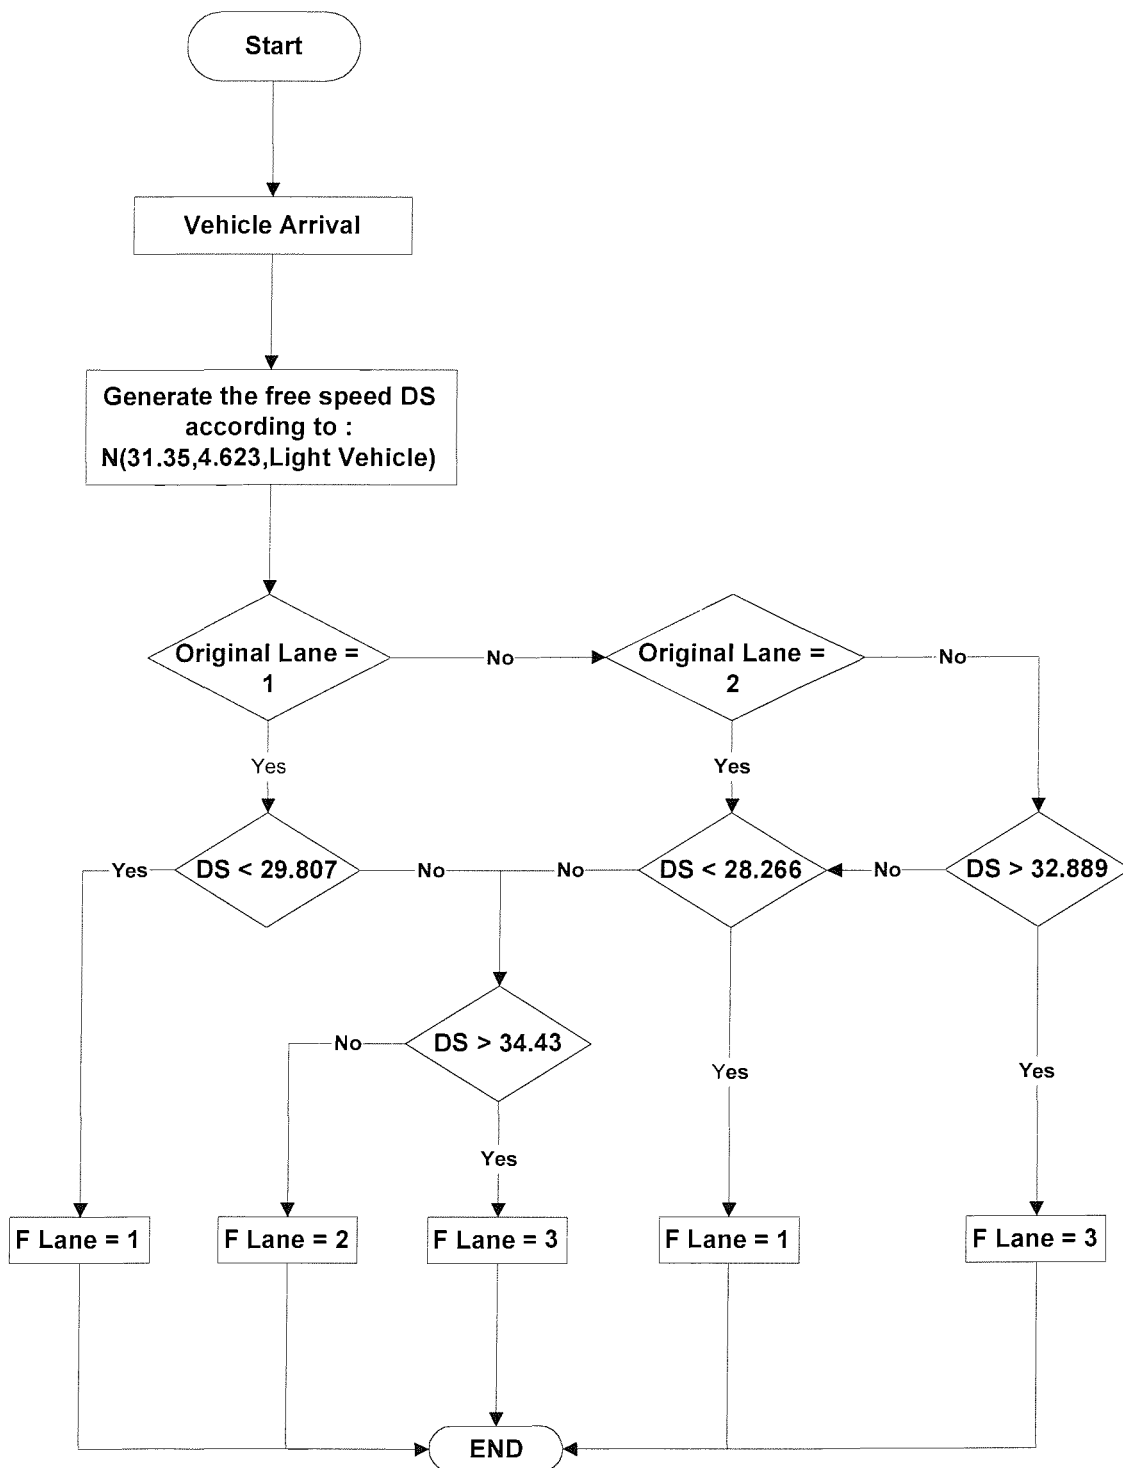 Start
Vehicle Arrival
Generate the free speed DS
according to :
N(31.35,4.623,Light Vehicle)
Original Lane =
1
No
Original Lane =
2
No
Yes
Yes
Yes
DS < 29.807
No
No
DS < 28.266
No
DS > 32.889
No
DS > 34.43
Yes
Yes
Yes
F Lane = 1
F Lane = 2
F Lane = 3
F Lane = 1
F Lane = 3
END